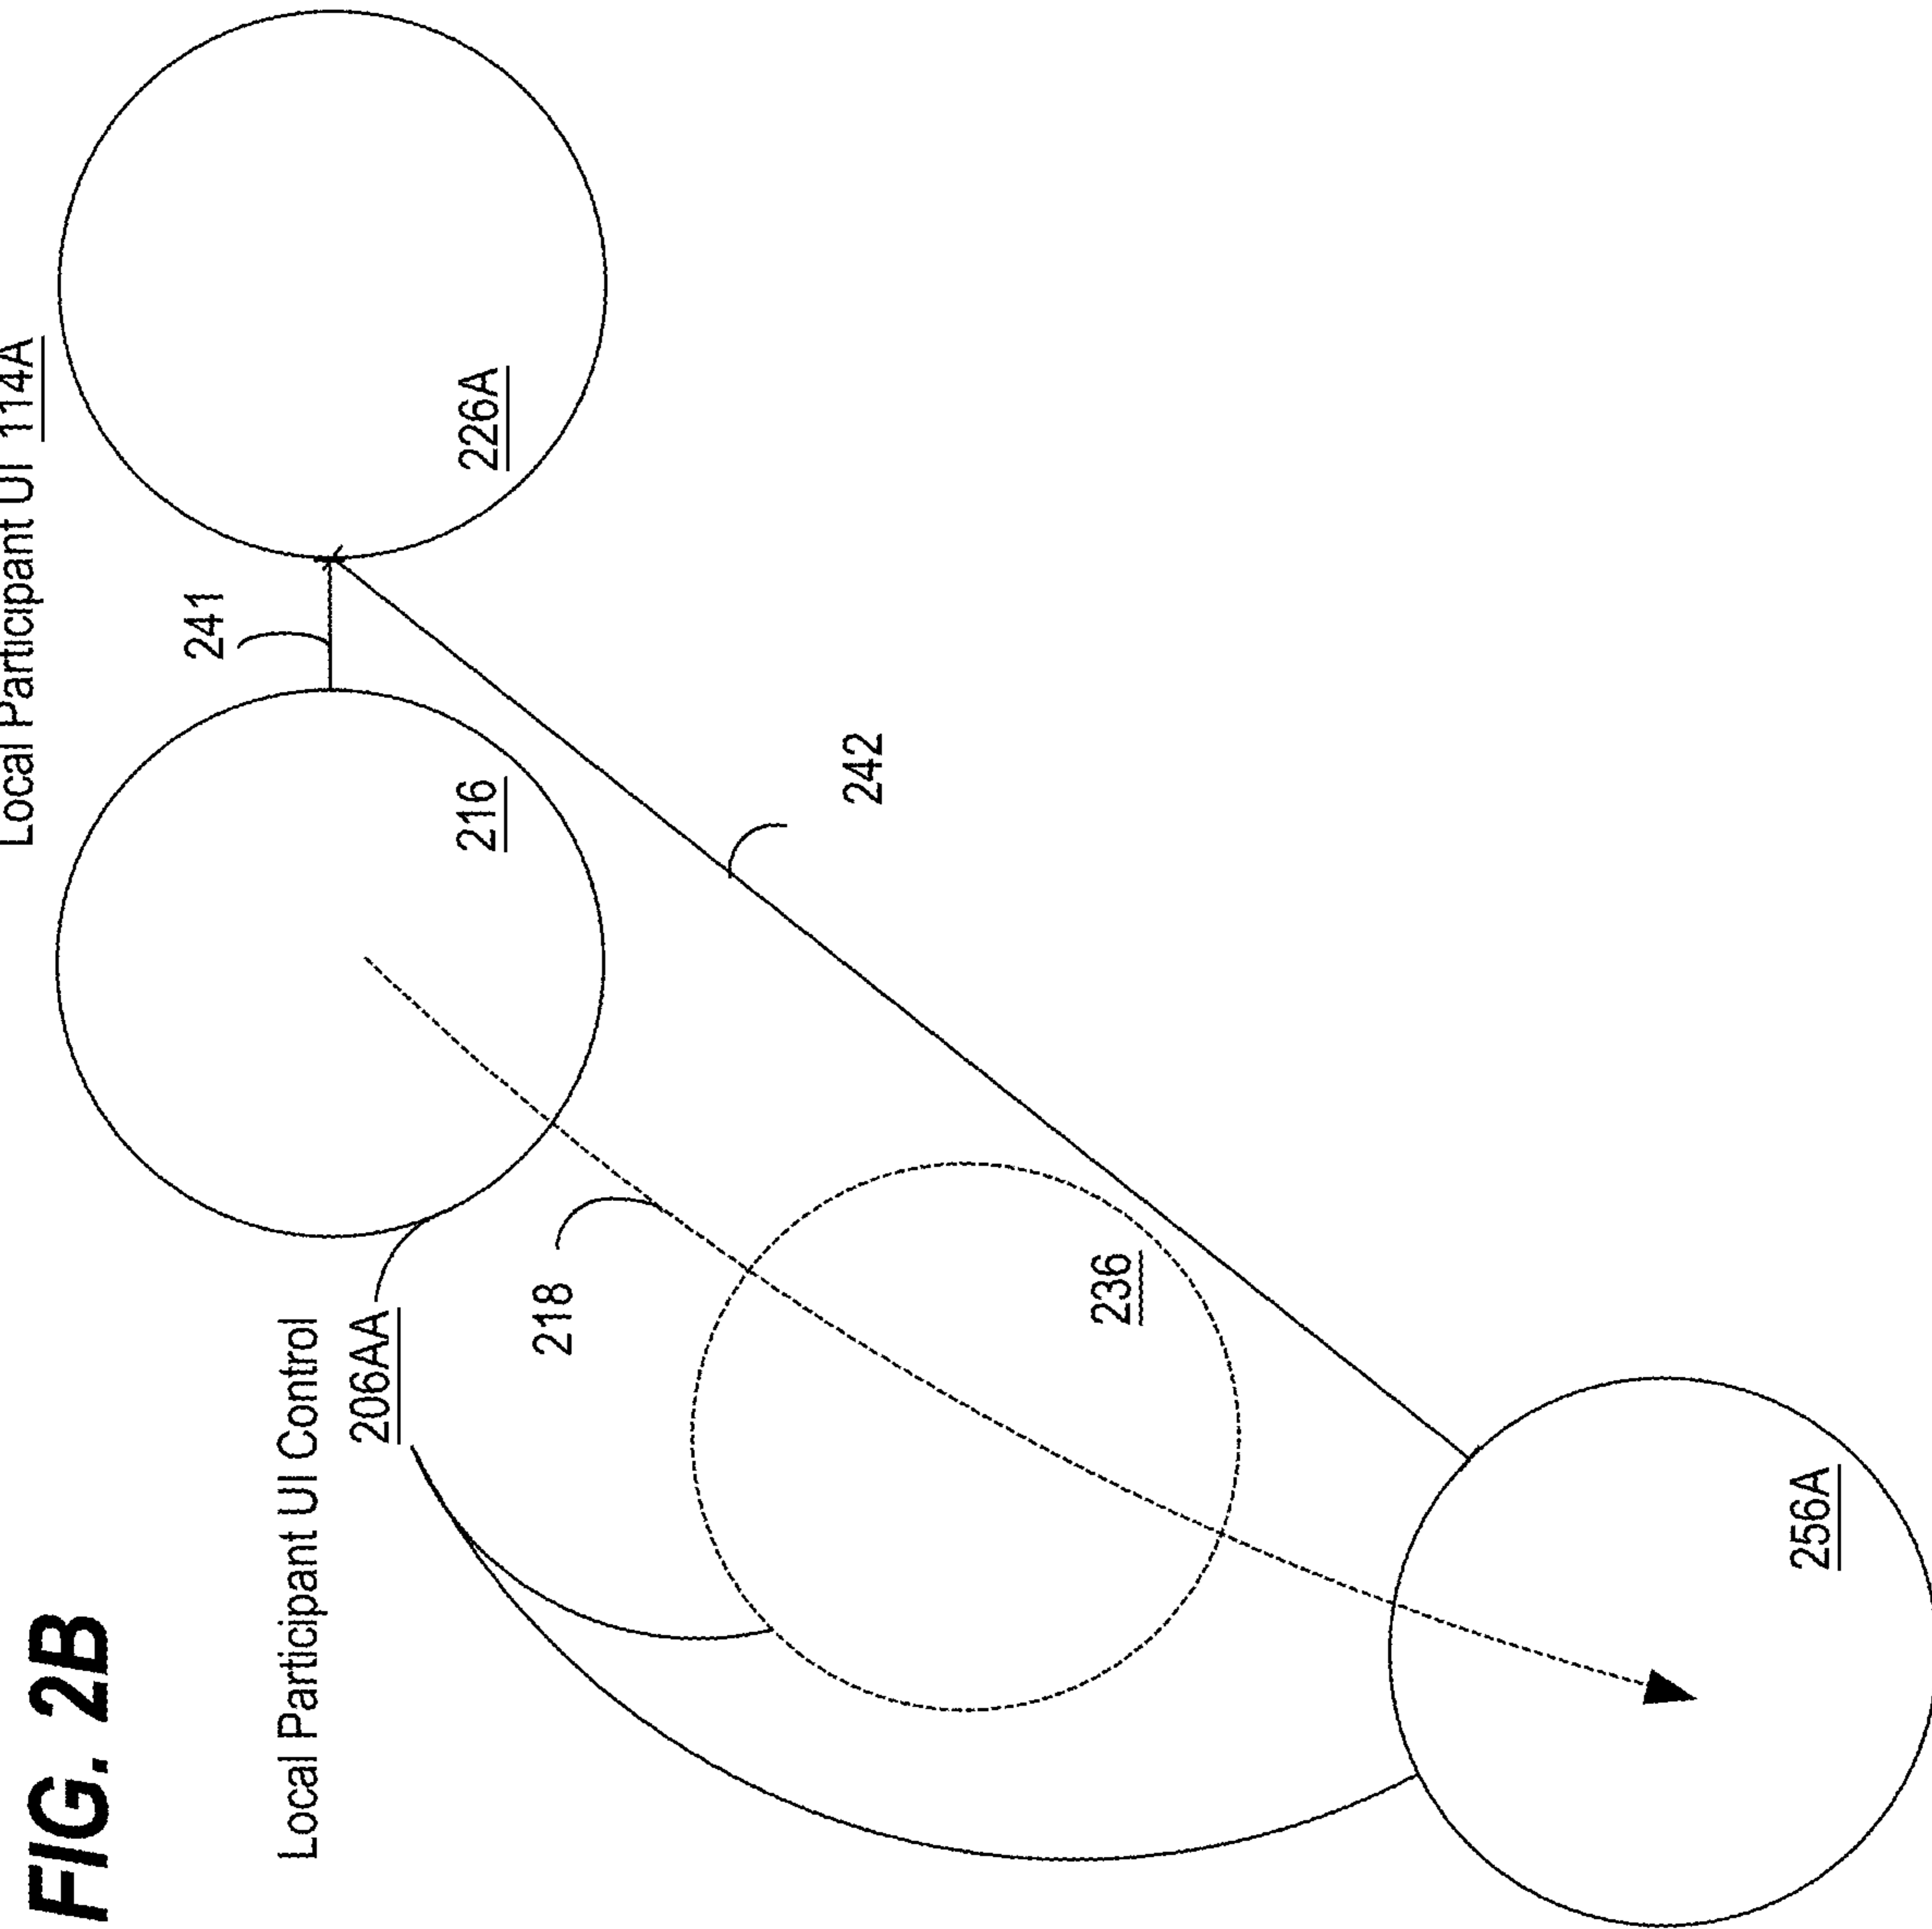 FIG. 2B
Local Participant UI 114A
Local Participant UI Control
206AA
241
216
226A
218
242
236
256A